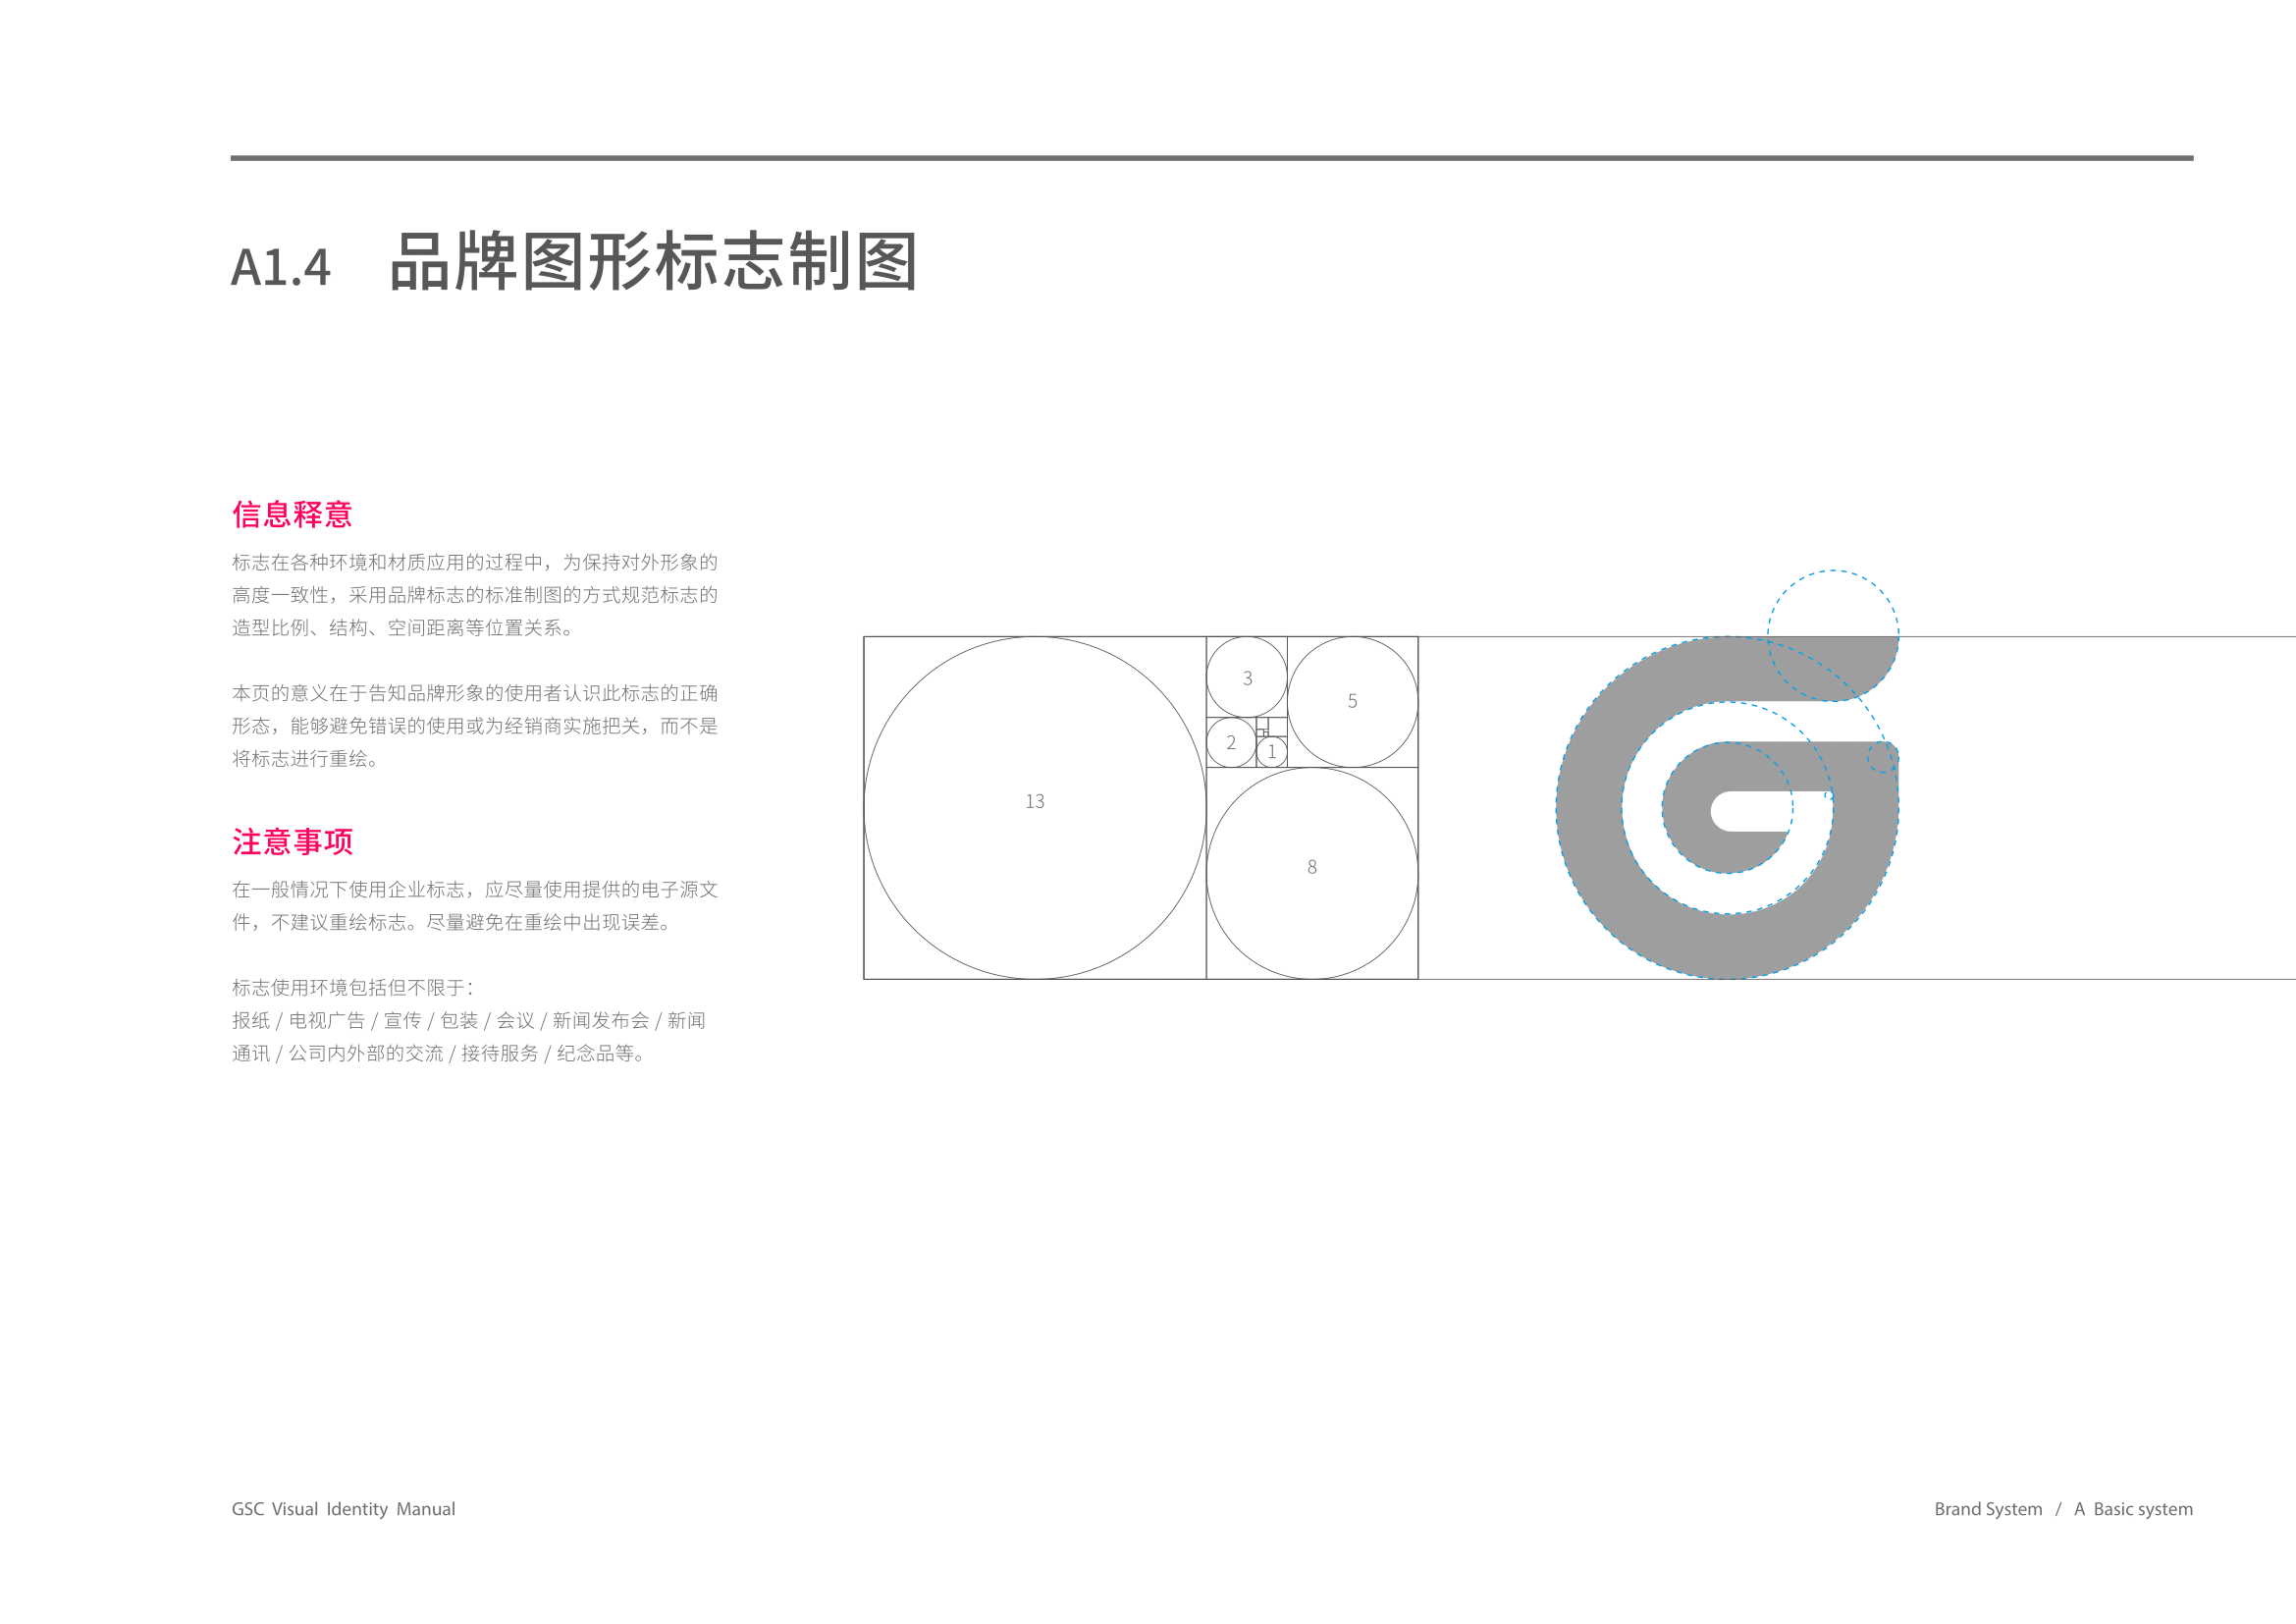 A1.4 品牌图形标志制图
信息释意
标志在各种环境和材质应用的过程中，为保持对外形象的
高度一致性，采用品牌标志的标准制图的方式规范标志的
造型比例、结构、空间距离等位置关系。
本页的意义在于告知品牌形象的使用者认识此标志的正确
形态，能够避免错误的使用或为经销商实施把关，而不是
将标志进行重绘。
注意事项
在一般情况下使用企业标志，应尽量使用提供的电子源文
件，不建议重绘标志。尽量避免在重绘中出现误差。
标志使用环境包括但不限于：
报纸 / 电视广告 / 宣传 / 包装 / 会议 / 新闻发布会 / 新闻
通讯 / 公司内外部的交流 / 接待服务 / 纪念品等。
13
3
5
2
1
8
GSC Visual Identity Manual
Brand System / A Basic system